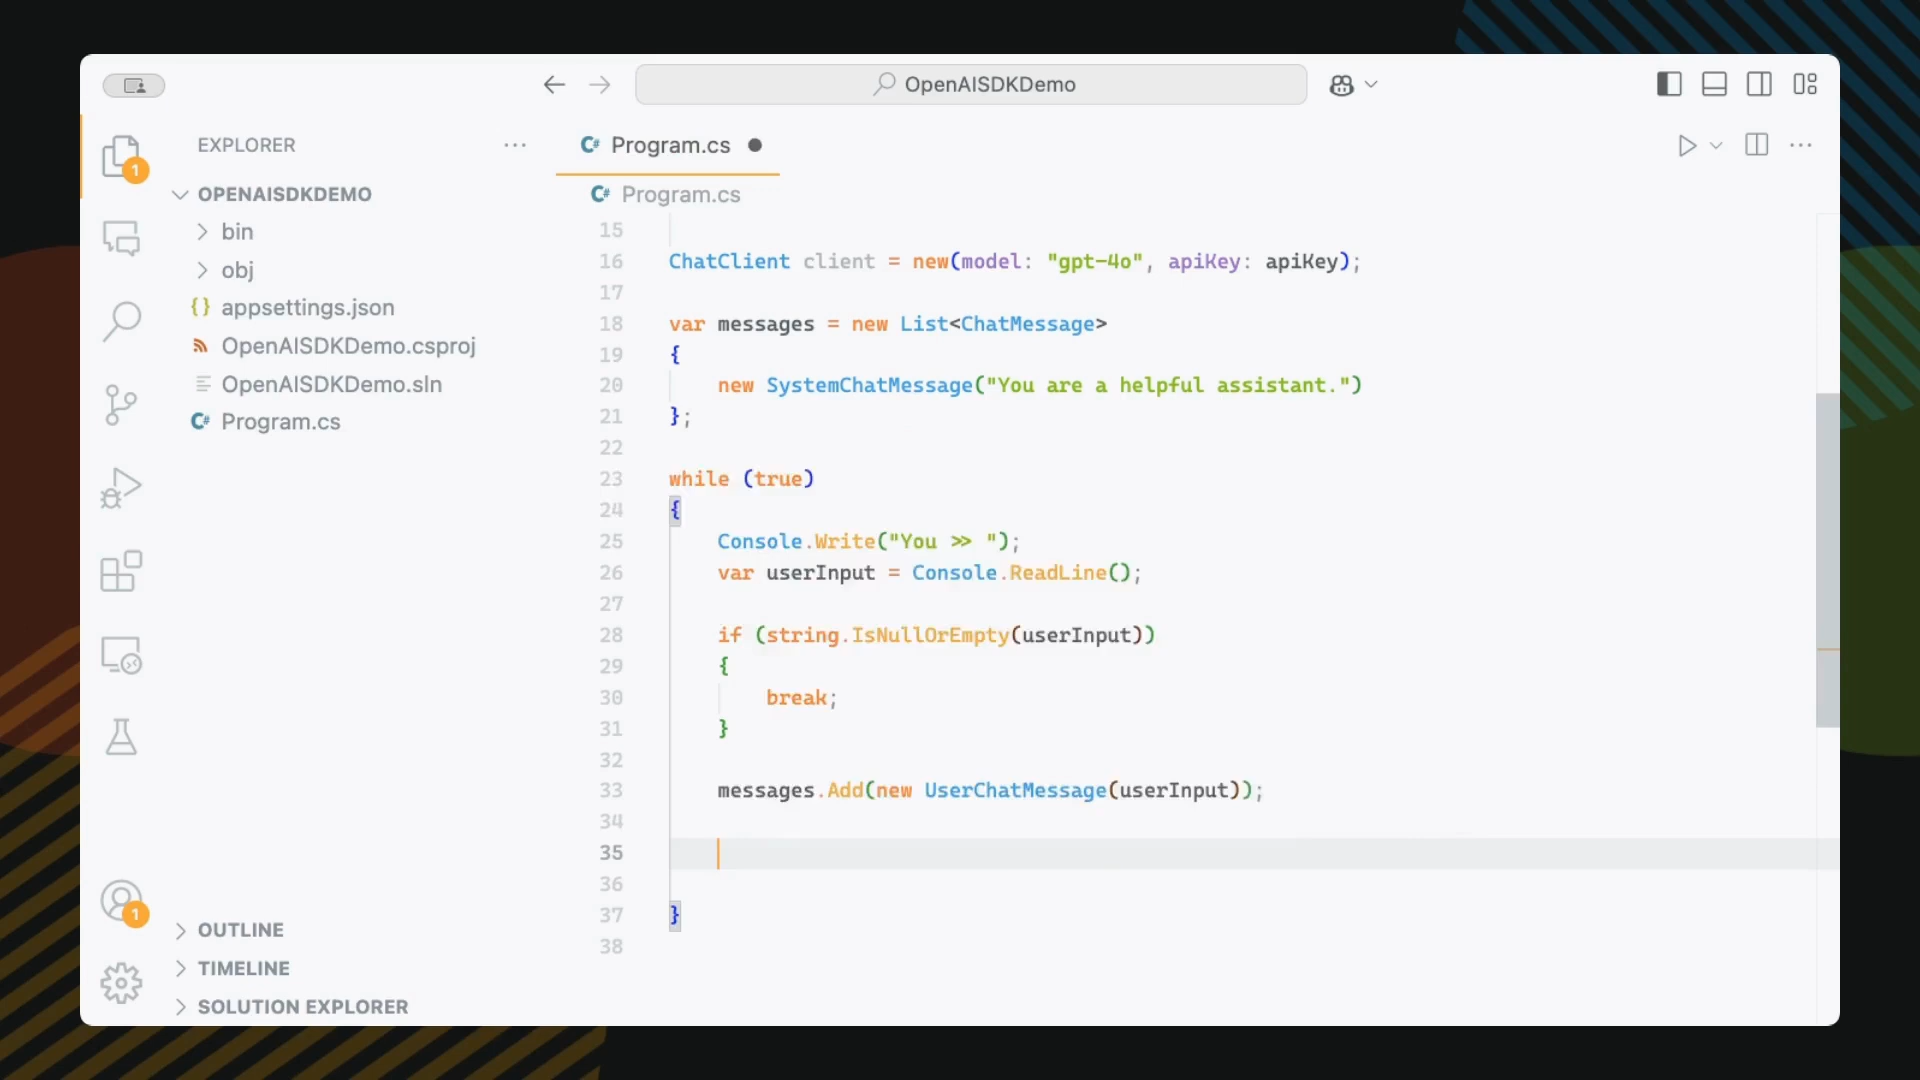 OpenAISDKDemo
EXPLORER
1
OPENAISDKDEMO
bin
obj
{} appsettings.json
OpenAISDKDemo.csproj
OpenAISDKDemo.sln
C# Program.cs
1
OUTLINE
TIMELINE
SOLUTION EXPLORER
C# Program.cs
C# Program.cs
15
16 ChatClient client = new(model: "gpt-4o", apiKey: apiKey);
17
18 var messages = new List<ChatMessage>
19 {
20 new SystemChatMessage("You are a helpful assistant.")
21 };
22
23 while (true)
24 {
25 Console.Write("You >> ");
26 var userInput = Console.ReadLine();
27
28 if (string.IsNullOrEmpty(userInput))
29 {
30 break;
31 }
32
33 messages.Add(new UserChatMessage(userInput));
34
35
36
37 }
38